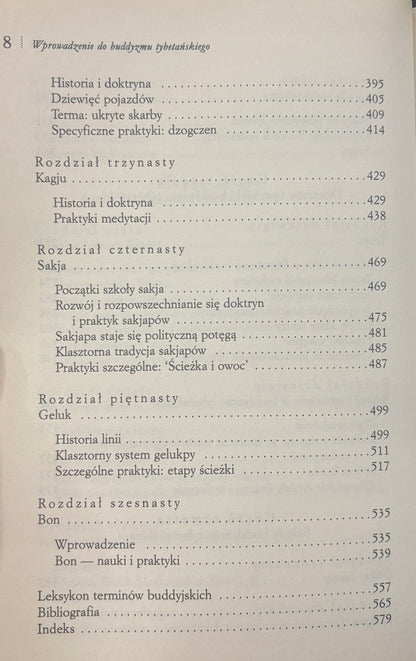 8 Wprowadzenie do buddyzmu tybetańskiego
Historia i doktryna 395
Dziewięć pojazdów 405
Terma: ukryte skarby 409
Specyficzne praktyki: dzogczen 414
Rozdział trzynasty
Kagju 429
Historia i doktryna 429
Praktyki medytacji 438
Rozdział czternasty
Sakja 469
Początki szkoły sakja 469
Rozwój i rozpowszechnianie się doktryn
i praktyk sakjapów 475
Sakjapa staje się polityczną potęgą 481
Klasztorna tradycja sakjapów 485
Praktyki szczególne: ‘Ścieżka i owoc’ 487
Rozdział piętnasty
Geluk 499
Historia linii 499
Klasztorny system gelukpy 511
Szczególne praktyki: etapy ścieżki 517
Rozdział szesnasty
Bon 535
Wprowadzenie 535
Bon — nauki i praktyki 539
Leksykon terminów buddyjskich 557
Bibliografia 565
Indeks 579